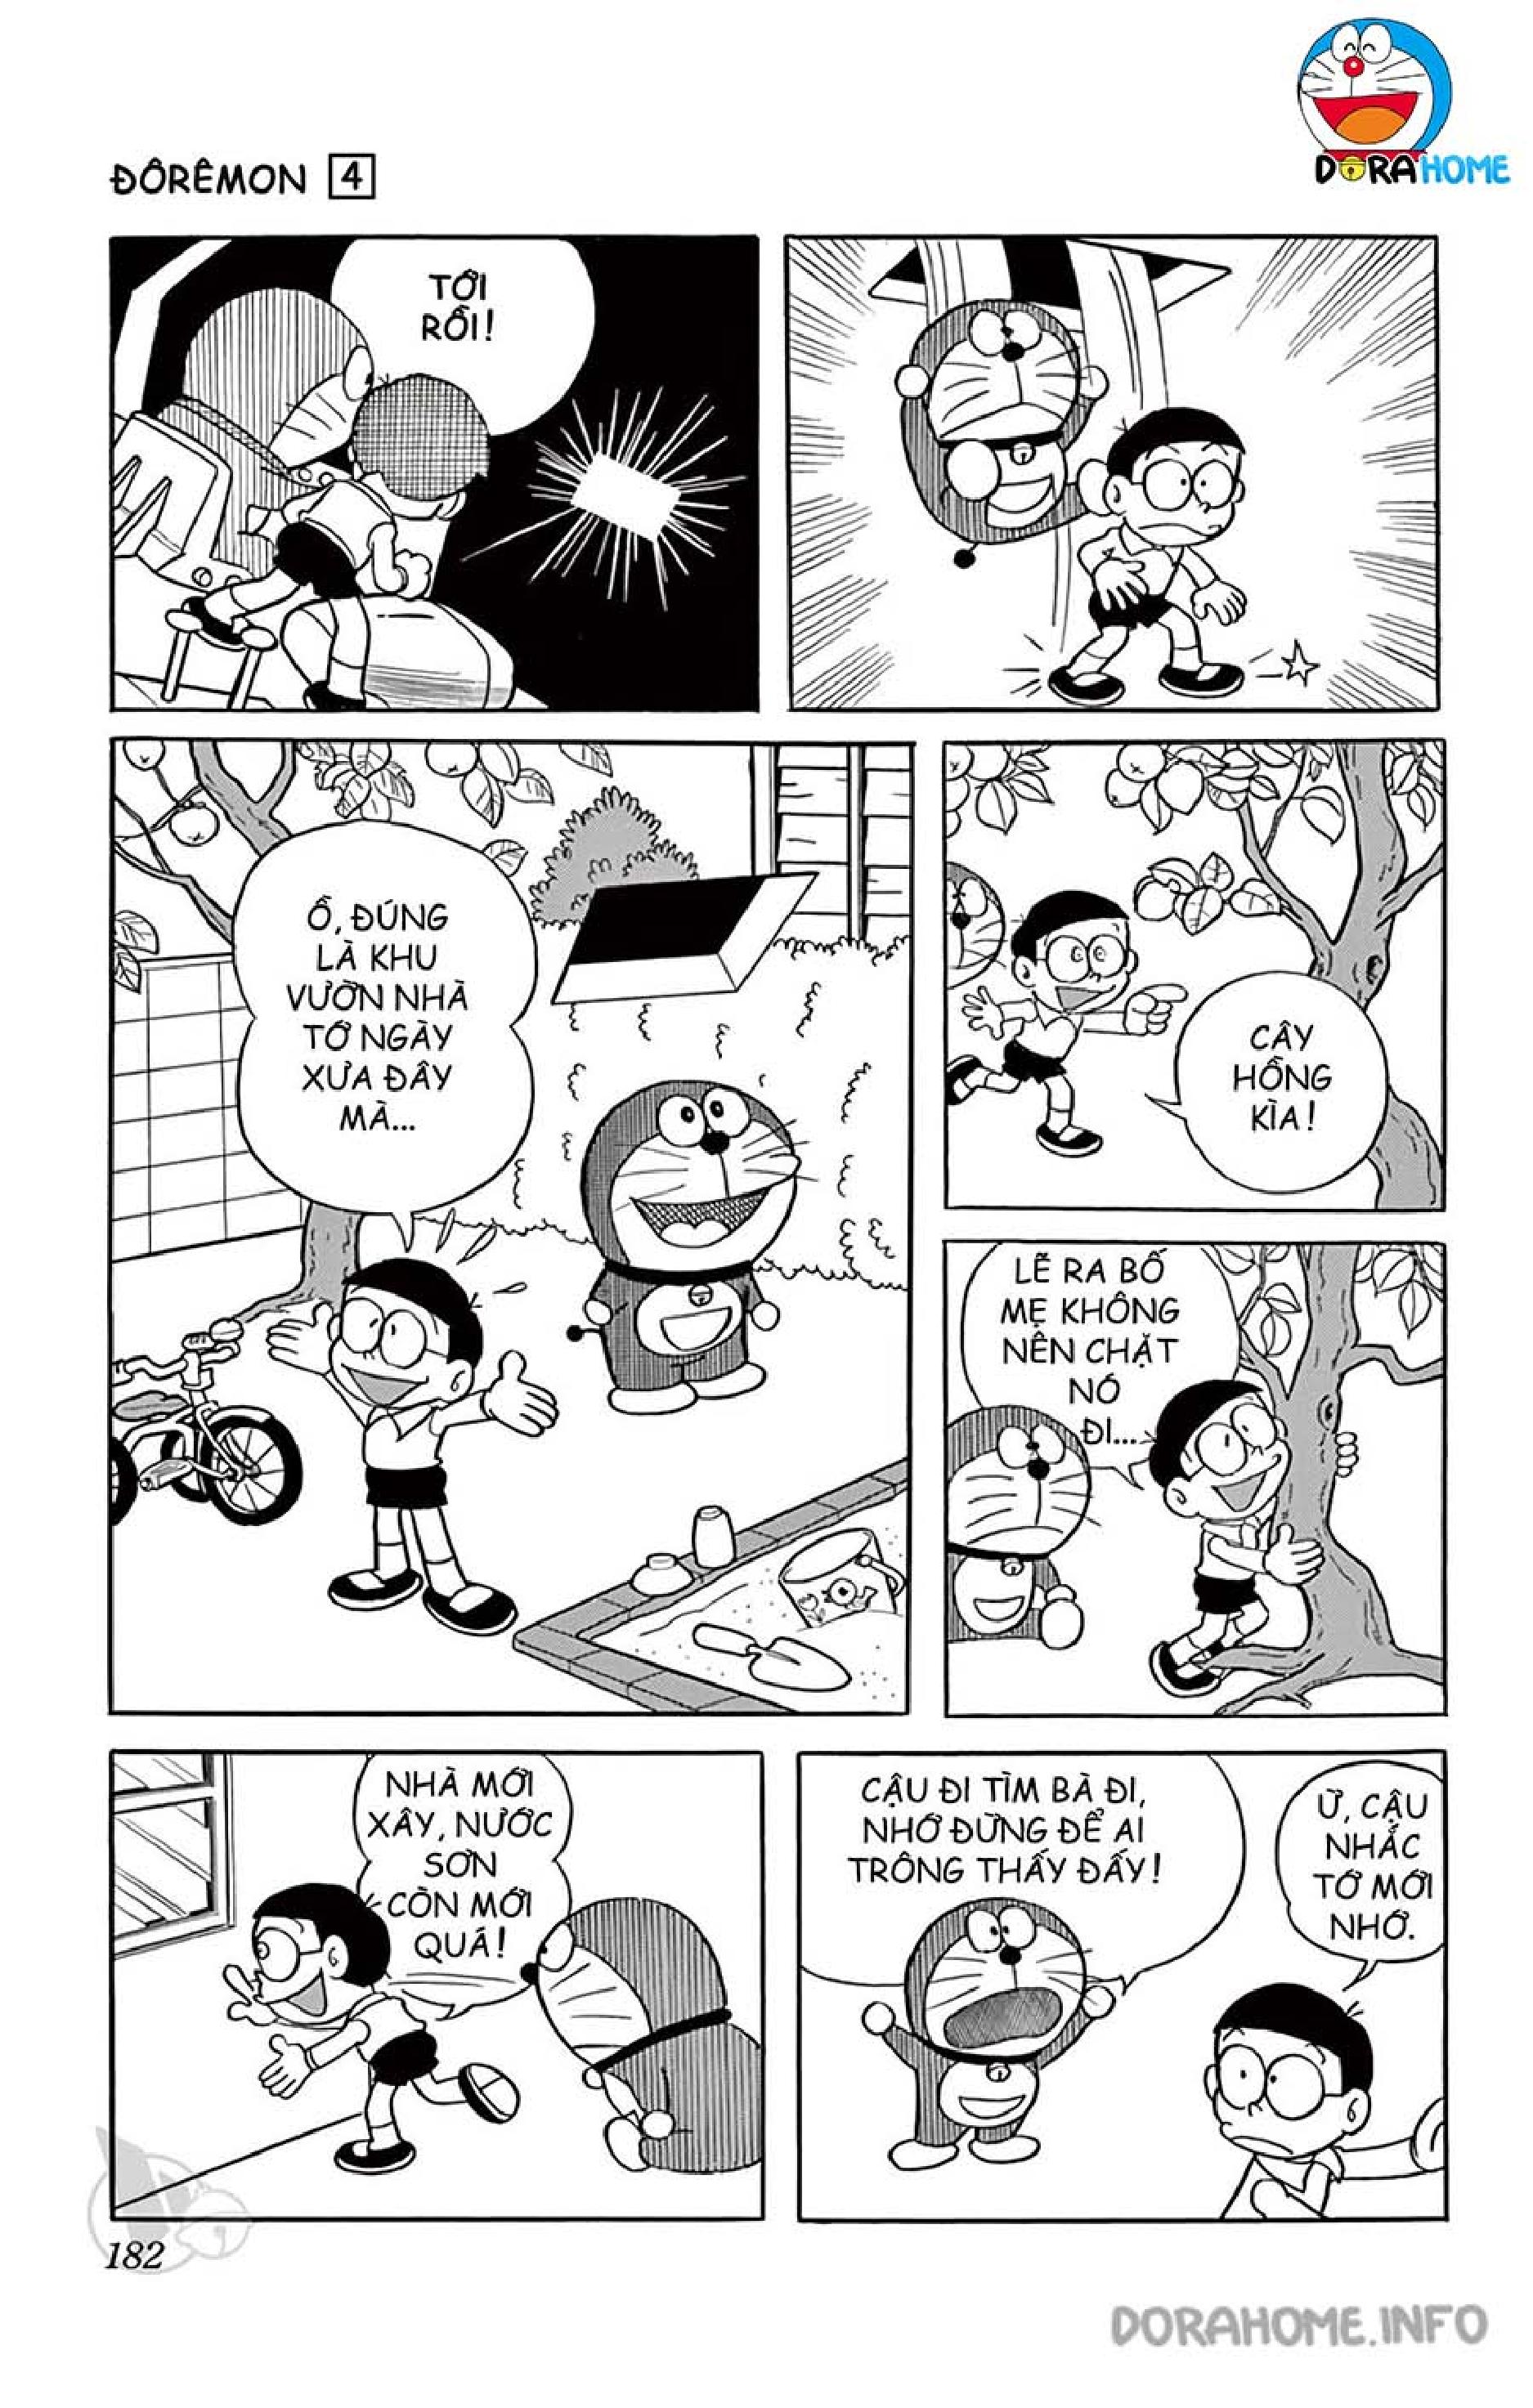 DORAHOME
ĐÔRÊMON 4
TỚI
RỒI!
Ồ, ĐÚNG
LÀ KHU
VƯỜN NHÀ
TỚ NGÀY
XƯA ĐÂY
MÀ...
CÂY
HỒNG
KÌA!
LẼ RA BỐ
MẸ KHÔNG
NÊN CHẶT
NÓ
ĐI...
NHÀ MỚI
XÂY, NƯỚC
SƠN
CÒN MỚI
QUÁ!
CẬU ĐI TÌM BÀ ĐI,
NHỚ ĐỪNG ĐỂ AI
TRÔNG THẤY ĐẤY!
Ừ, CẬU
NHẮC
TỚ MỚI
NHỚ.
182
DORAHOME.INFO